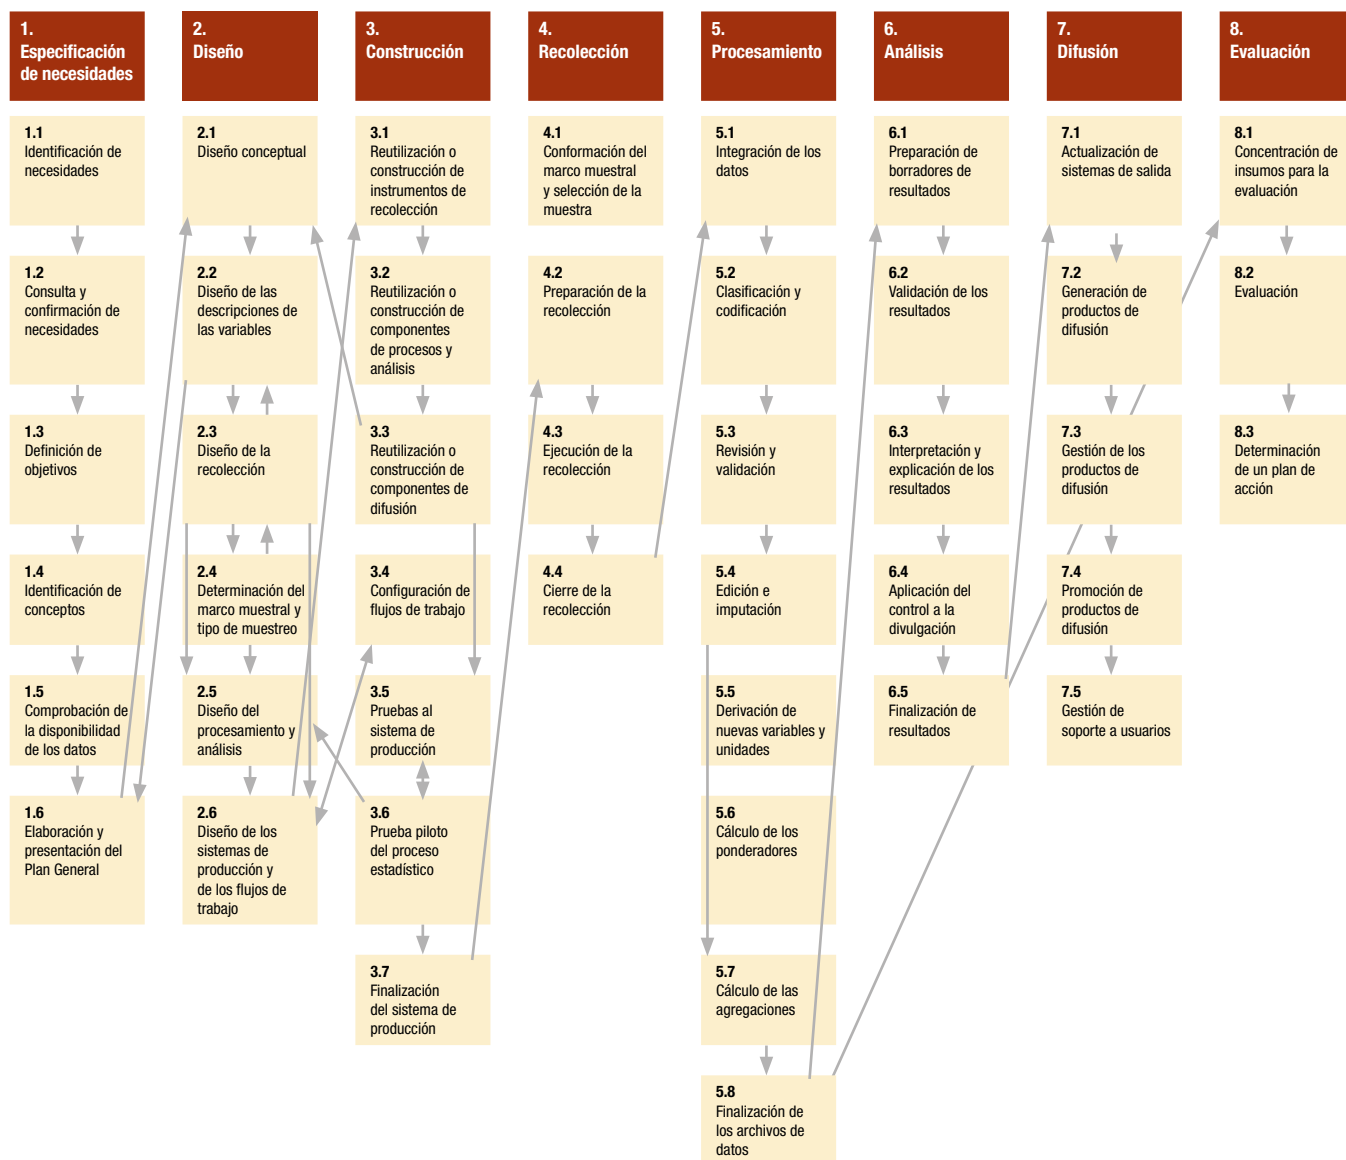 1.
Especificación
de necesidades
2.
Diseño
3.
Construcción
4.
Recolección
5.
Procesamiento
6.
Análisis
7.
Difusión
8.
Evaluación
1.1
Identificación de
necesidades
1.2
Consulta y
confirmación de
necesidades
1.3
Definición de
objetivos
1.4
Identificación de
conceptos
1.5
Comprobación de
la disponibilidad
de los datos
1.6
Elaboración y
presentación del
Plan General
2.1
Diseño conceptual
2.2
Diseño de las
descripciones de
las variables
2.3
Diseño de la
recolección
2.4
Determinación del
marco muestral y
tipo de muestreo
2.5
Diseño del
procesamiento y
análisis
2.6
Diseño de los
sistemas de
producción y
de los flujos de
trabajo
3.1
Reutilización o
construcción de
instrumentos de
recolección
3.2
Reutilización o
construcción de
componentes
de procesos y
análisis
3.3
Reutilización o
construcción de
componentes de
difusión
3.4
Configuración de
flujos de trabajo
3.5
Pruebas al
sistema de
producción
3.6
Prueba piloto
del proceso
estadístico
3.7
Finalización
del sistema de
producción
4.1
Conformación del
marco muestral
y selección de la
muestra
4.2
Preparación de la
recolección
4.3
Ejecución de la
recolección
4.4
Cierre de la
recolección
5.1
Integración de los
datos
5.2
Clasificación y
codificación
5.3
Revisión y
validación
5.4
Edición e
imputación
5.5
Derivación de
nuevas variables y
unidades
5.6
Cálculo de los
ponderadores
5.7
Cálculo de las
agregaciones
5.8
Finalización de
los archivos de
datos
6.1
Preparación de
borradores de
resultados
6.2
Validación de los
resultados
6.3
Interpretación y
explicación de los
resultados
6.4
Aplicación del
control a la
divulgación
6.5
Finalización de
resultados
7.1
Actualización de
sistemas de salida
7.2
Generación de
productos de
difusión
7.3
Gestión de los
productos de
difusión
7.4
Promoción de
productos de
difusión
7.5
Gestión de
soporte a usuarios
8.1
Concentración de
insumos para la
evaluación
8.2
Evaluación
8.3
Determinación
de un plan de
acción